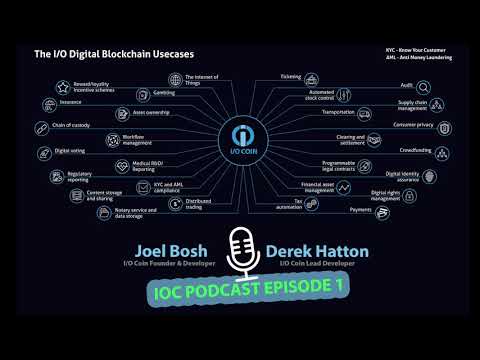 The I/O Digital Blockchain Usecases
KYC - Know Your Customer
AML - Anti Money Laundering
Reward/loyality
Incentive schemes
The Internet of
Things
Ticketing
Audit
Insurance
Gambling
Automated
stock control
Supply chain
management
Chain of custody
Asset ownership
Transportation
Consumer privacy
Digital voting
Workflow
management
I/O COIN
Clearing and
settlement
Crowdfunding
Regulatory
reporting
Medical R&D/
Reporting
Programmable
legal contracts
Digital Identity
assurance
Content storage
and sharing
KYC and AML
compliance
Financial asset
management
Digital rights
management
Notary service and
data storage
Distributed
trading
Tax
automation
Payments
Joel Bosh
I/O Coin Founder & Developer
Derek Hatton
I/O Coin Lead Developer
IOC PODCAST EPISODE 1